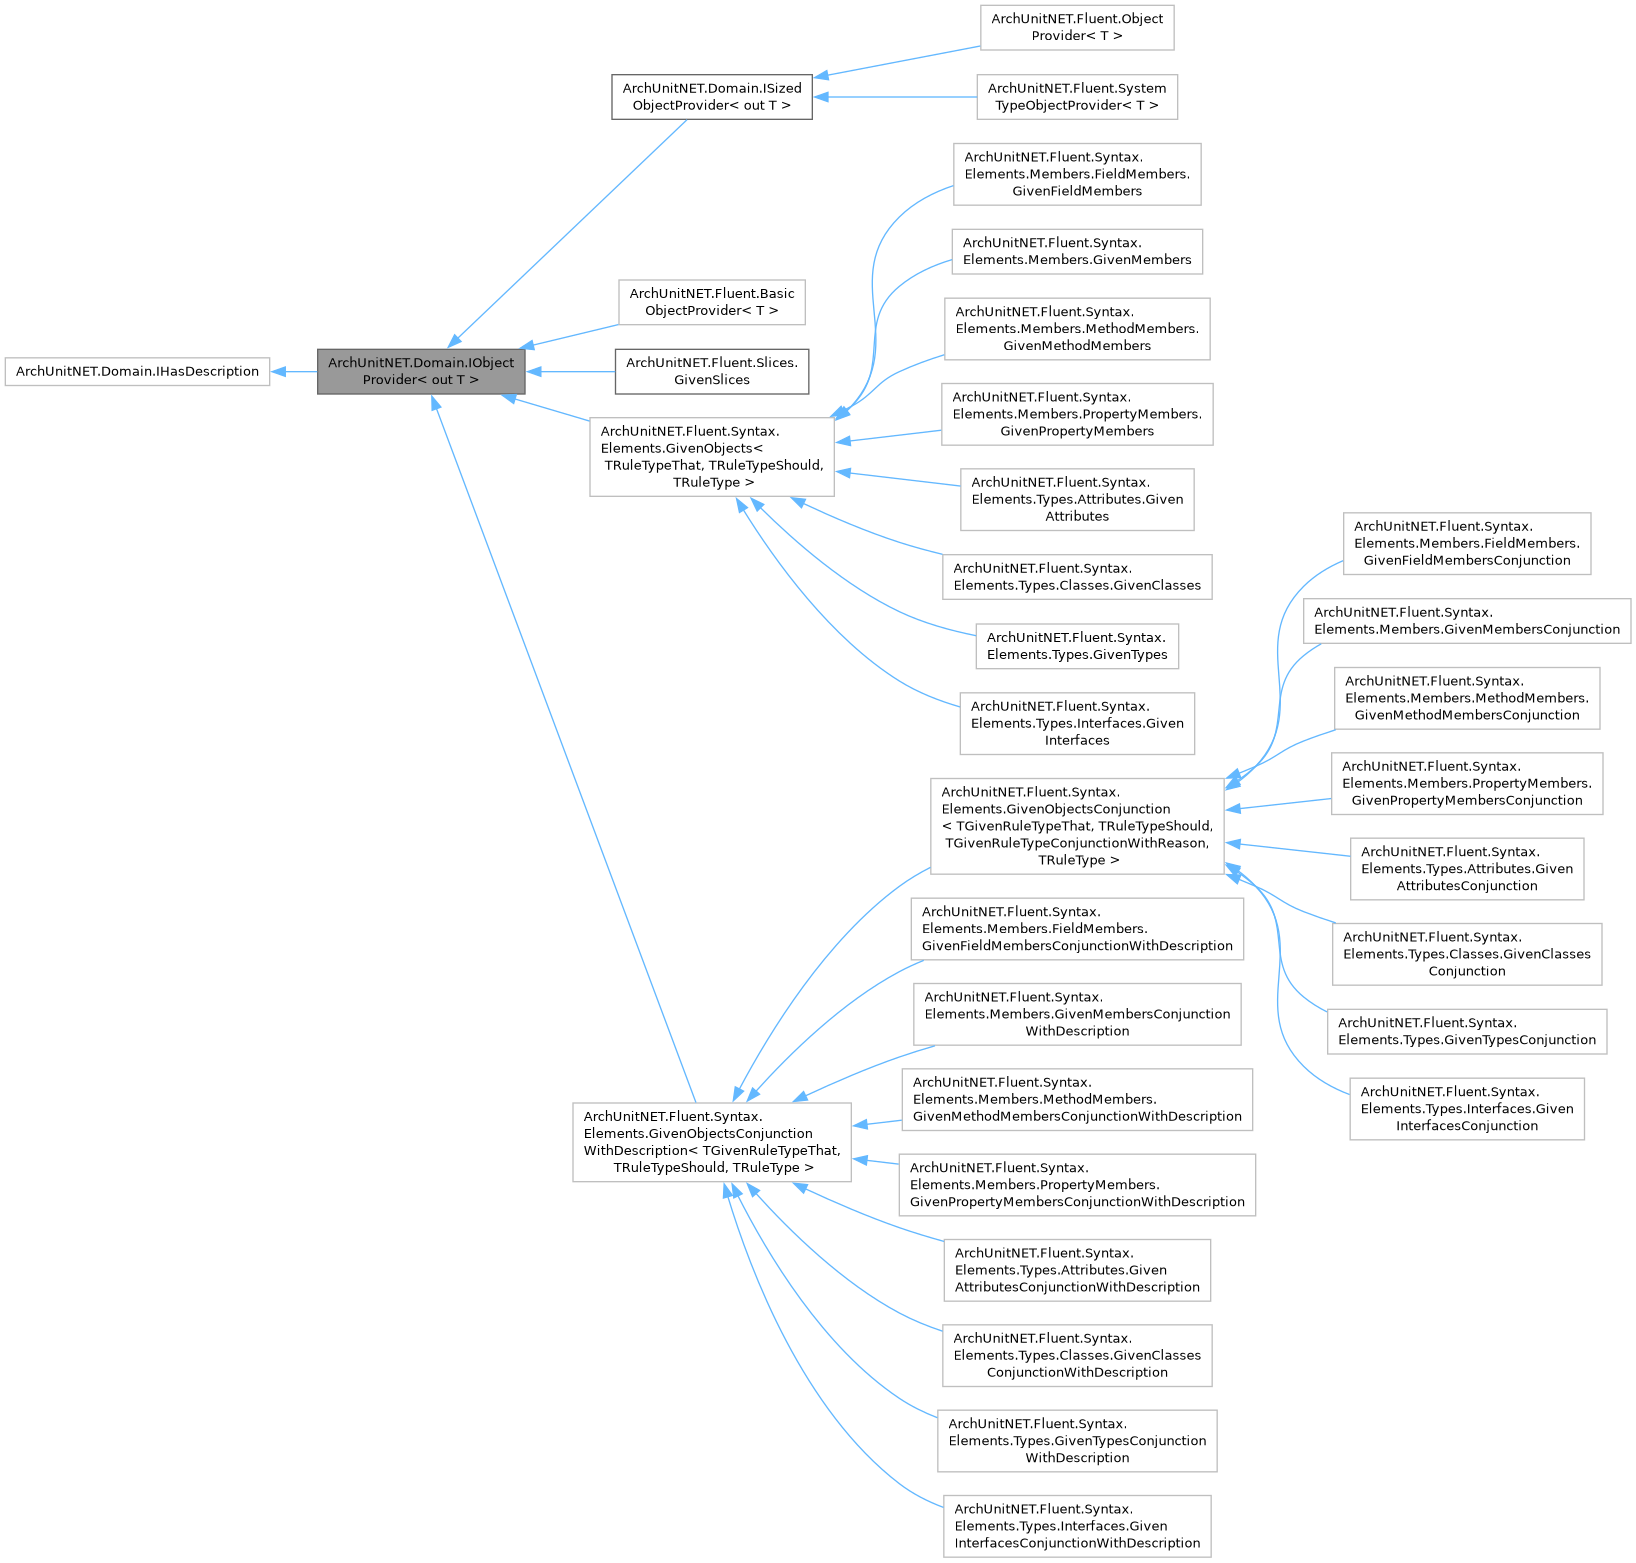 ArchUnitNET.Domain.IHasDescription
ArchUnitNET.Domain.IObject
Provider< out T >
ArchUnitNET.Domain.ISized
ObjectProvider< out T >
ArchUnitNET.Fluent.Basic
ObjectProvider< T >
ArchUnitNET.Fluent.Slices.
GivenSlices
ArchUnitNET.Fluent.Syntax.
Elements.GivenObjects<
TRuleTypeThat, TRuleTypeShould,
TRuleType >
ArchUnitNET.Fluent.Syntax.
Elements.GivenObjectsConjunction
WithDescription< TGivenRuleTypeThat,
TRuleTypeShould, TRuleType >
ArchUnitNET.Fluent.Object
Provider< T >
ArchUnitNET.Fluent.System
TypeObjectProvider< T >
ArchUnitNET.Fluent.Syntax.
Elements.Members.FieldMembers.
GivenFieldMembers
ArchUnitNET.Fluent.Syntax.
Elements.Members.GivenMembers
ArchUnitNET.Fluent.Syntax.
Elements.Members.MethodMembers.
GivenMethodMembers
ArchUnitNET.Fluent.Syntax.
Elements.Members.PropertyMembers.
GivenPropertyMembers
ArchUnitNET.Fluent.Syntax.
Elements.Types.Attributes.Given
Attributes
ArchUnitNET.Fluent.Syntax.
Elements.Types.Classes.GivenClasses
ArchUnitNET.Fluent.Syntax.
Elements.Types.GivenTypes
ArchUnitNET.Fluent.Syntax.
Elements.Types.Interfaces.Given
Interfaces
ArchUnitNET.Fluent.Syntax.
Elements.GivenObjectsConjunction
< TGivenRuleTypeThat, TRuleTypeShould,
TGivenRuleTypeConjunctionWithReason,
TRuleType >
ArchUnitNET.Fluent.Syntax.
Elements.Members.FieldMembers.
GivenFieldMembersConjunctionWithDescription
ArchUnitNET.Fluent.Syntax.
Elements.Members.GivenMembersConjunction
WithDescription
ArchUnitNET.Fluent.Syntax.
Elements.Members.MethodMembers.
GivenMethodMembersConjunctionWithDescription
ArchUnitNET.Fluent.Syntax.
Elements.Members.PropertyMembers.
GivenPropertyMembersConjunctionWithDescription
ArchUnitNET.Fluent.Syntax.
Elements.Types.Attributes.Given
AttributesConjunctionWithDescription
ArchUnitNET.Fluent.Syntax.
Elements.Types.Classes.GivenClasses
ConjunctionWithDescription
ArchUnitNET.Fluent.Syntax.
Elements.Types.GivenTypesConjunction
WithDescription
ArchUnitNET.Fluent.Syntax.
Elements.Types.Interfaces.Given
InterfacesConjunctionWithDescription
ArchUnitNET.Fluent.Syntax.
Elements.Members.FieldMembers.
GivenFieldMembersConjunction
ArchUnitNET.Fluent.Syntax.
Elements.Members.GivenMembersConjunction
ArchUnitNET.Fluent.Syntax.
Elements.Members.MethodMembers.
GivenMethodMembersConjunction
ArchUnitNET.Fluent.Syntax.
Elements.Members.PropertyMembers.
GivenPropertyMembersConjunction
ArchUnitNET.Fluent.Syntax.
Elements.Types.Attributes.Given
AttributesConjunction
ArchUnitNET.Fluent.Syntax.
Elements.Types.Classes.GivenClasses
Conjunction
ArchUnitNET.Fluent.Syntax.
Elements.Types.GivenTypesConjunction
ArchUnitNET.Fluent.Syntax.
Elements.Types.Interfaces.Given
InterfacesConjunction